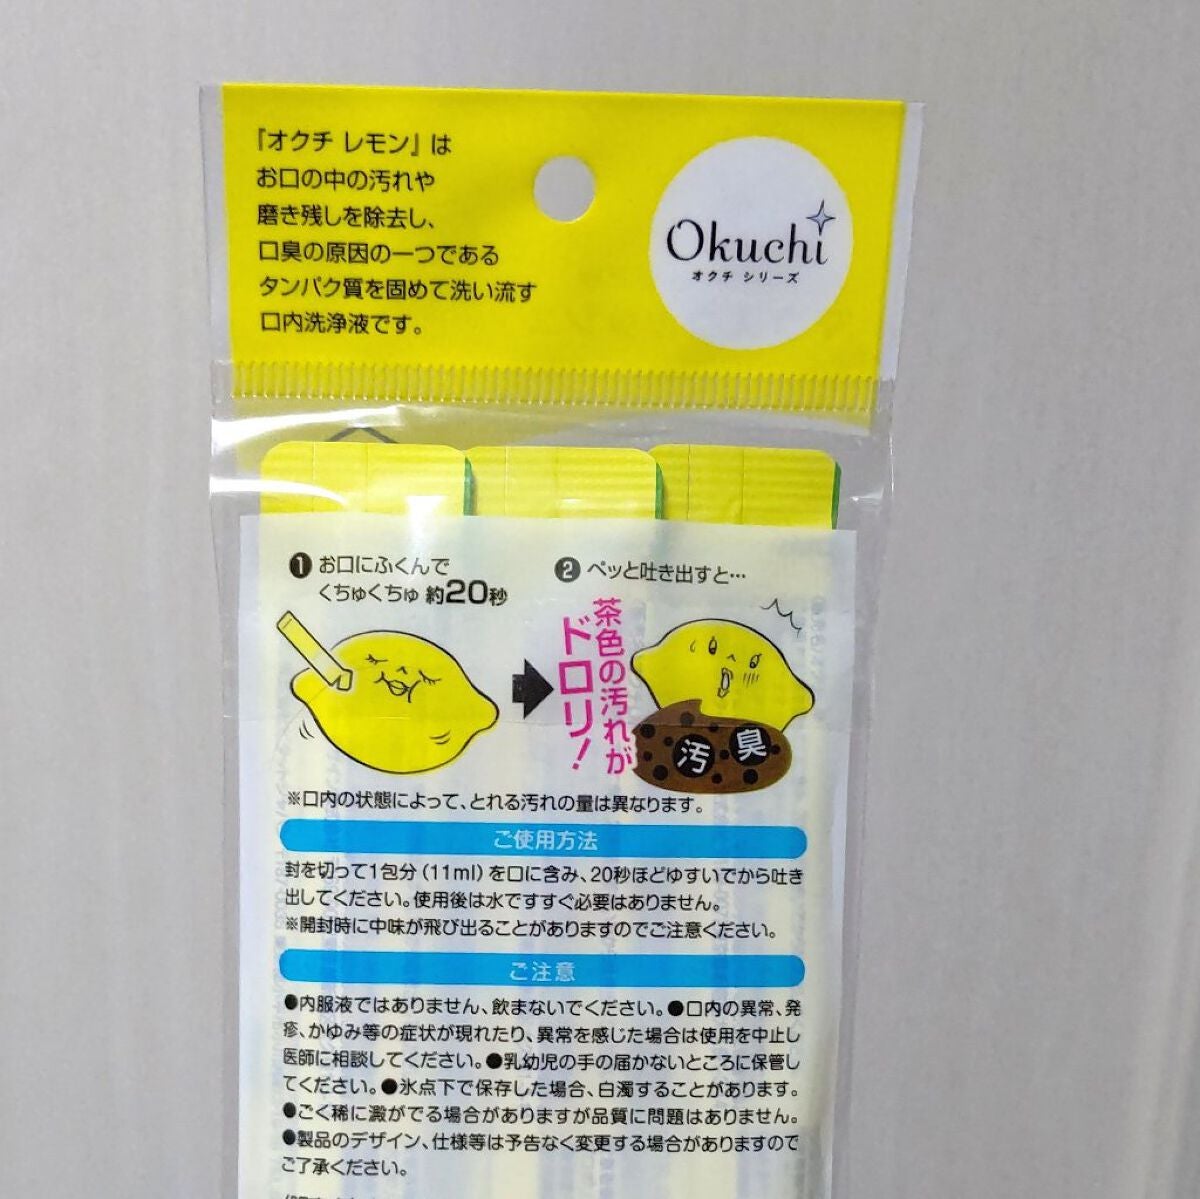 『オクチ レモン』は
お口の中の汚れや
磨き残しを除去し、
口臭の原因の一つである
タンパク質を固めて洗い流す
口内洗浄液です。
Okuchi
オクチ シリーズ
❶ お口にふくんで
くちゅくちゅ 約20秒
❷ ペッと吐き出すと…
茶色の汚れが
ドロリ!
汚 臭
※口内の状態によって、とれる汚れの量は異なります。
ご使用方法
封を切って1包分(11ml)を口に含み、20秒ほどゆすいでから吐き
出してください。使用後は水ですすぐ必要はありません。
※開封時に中味が飛び出ることがありますのでご注意ください。
ご注意
●内服液ではありません、飲まないでください。●口内の異常、発
疹、かゆみ等の症状が現れたり、異常を感じた場合は使用を中止し
医師に相談してください。●乳幼児の手の届かないところに保管し
てください。●氷点下で保存した場合、白濁することがあります。
●ごく稀に澱がでる場合がありますが品質に問題はありません。
●製品のデザイン、仕様等は予告なく変更する場合がありますので
ご了承ください。